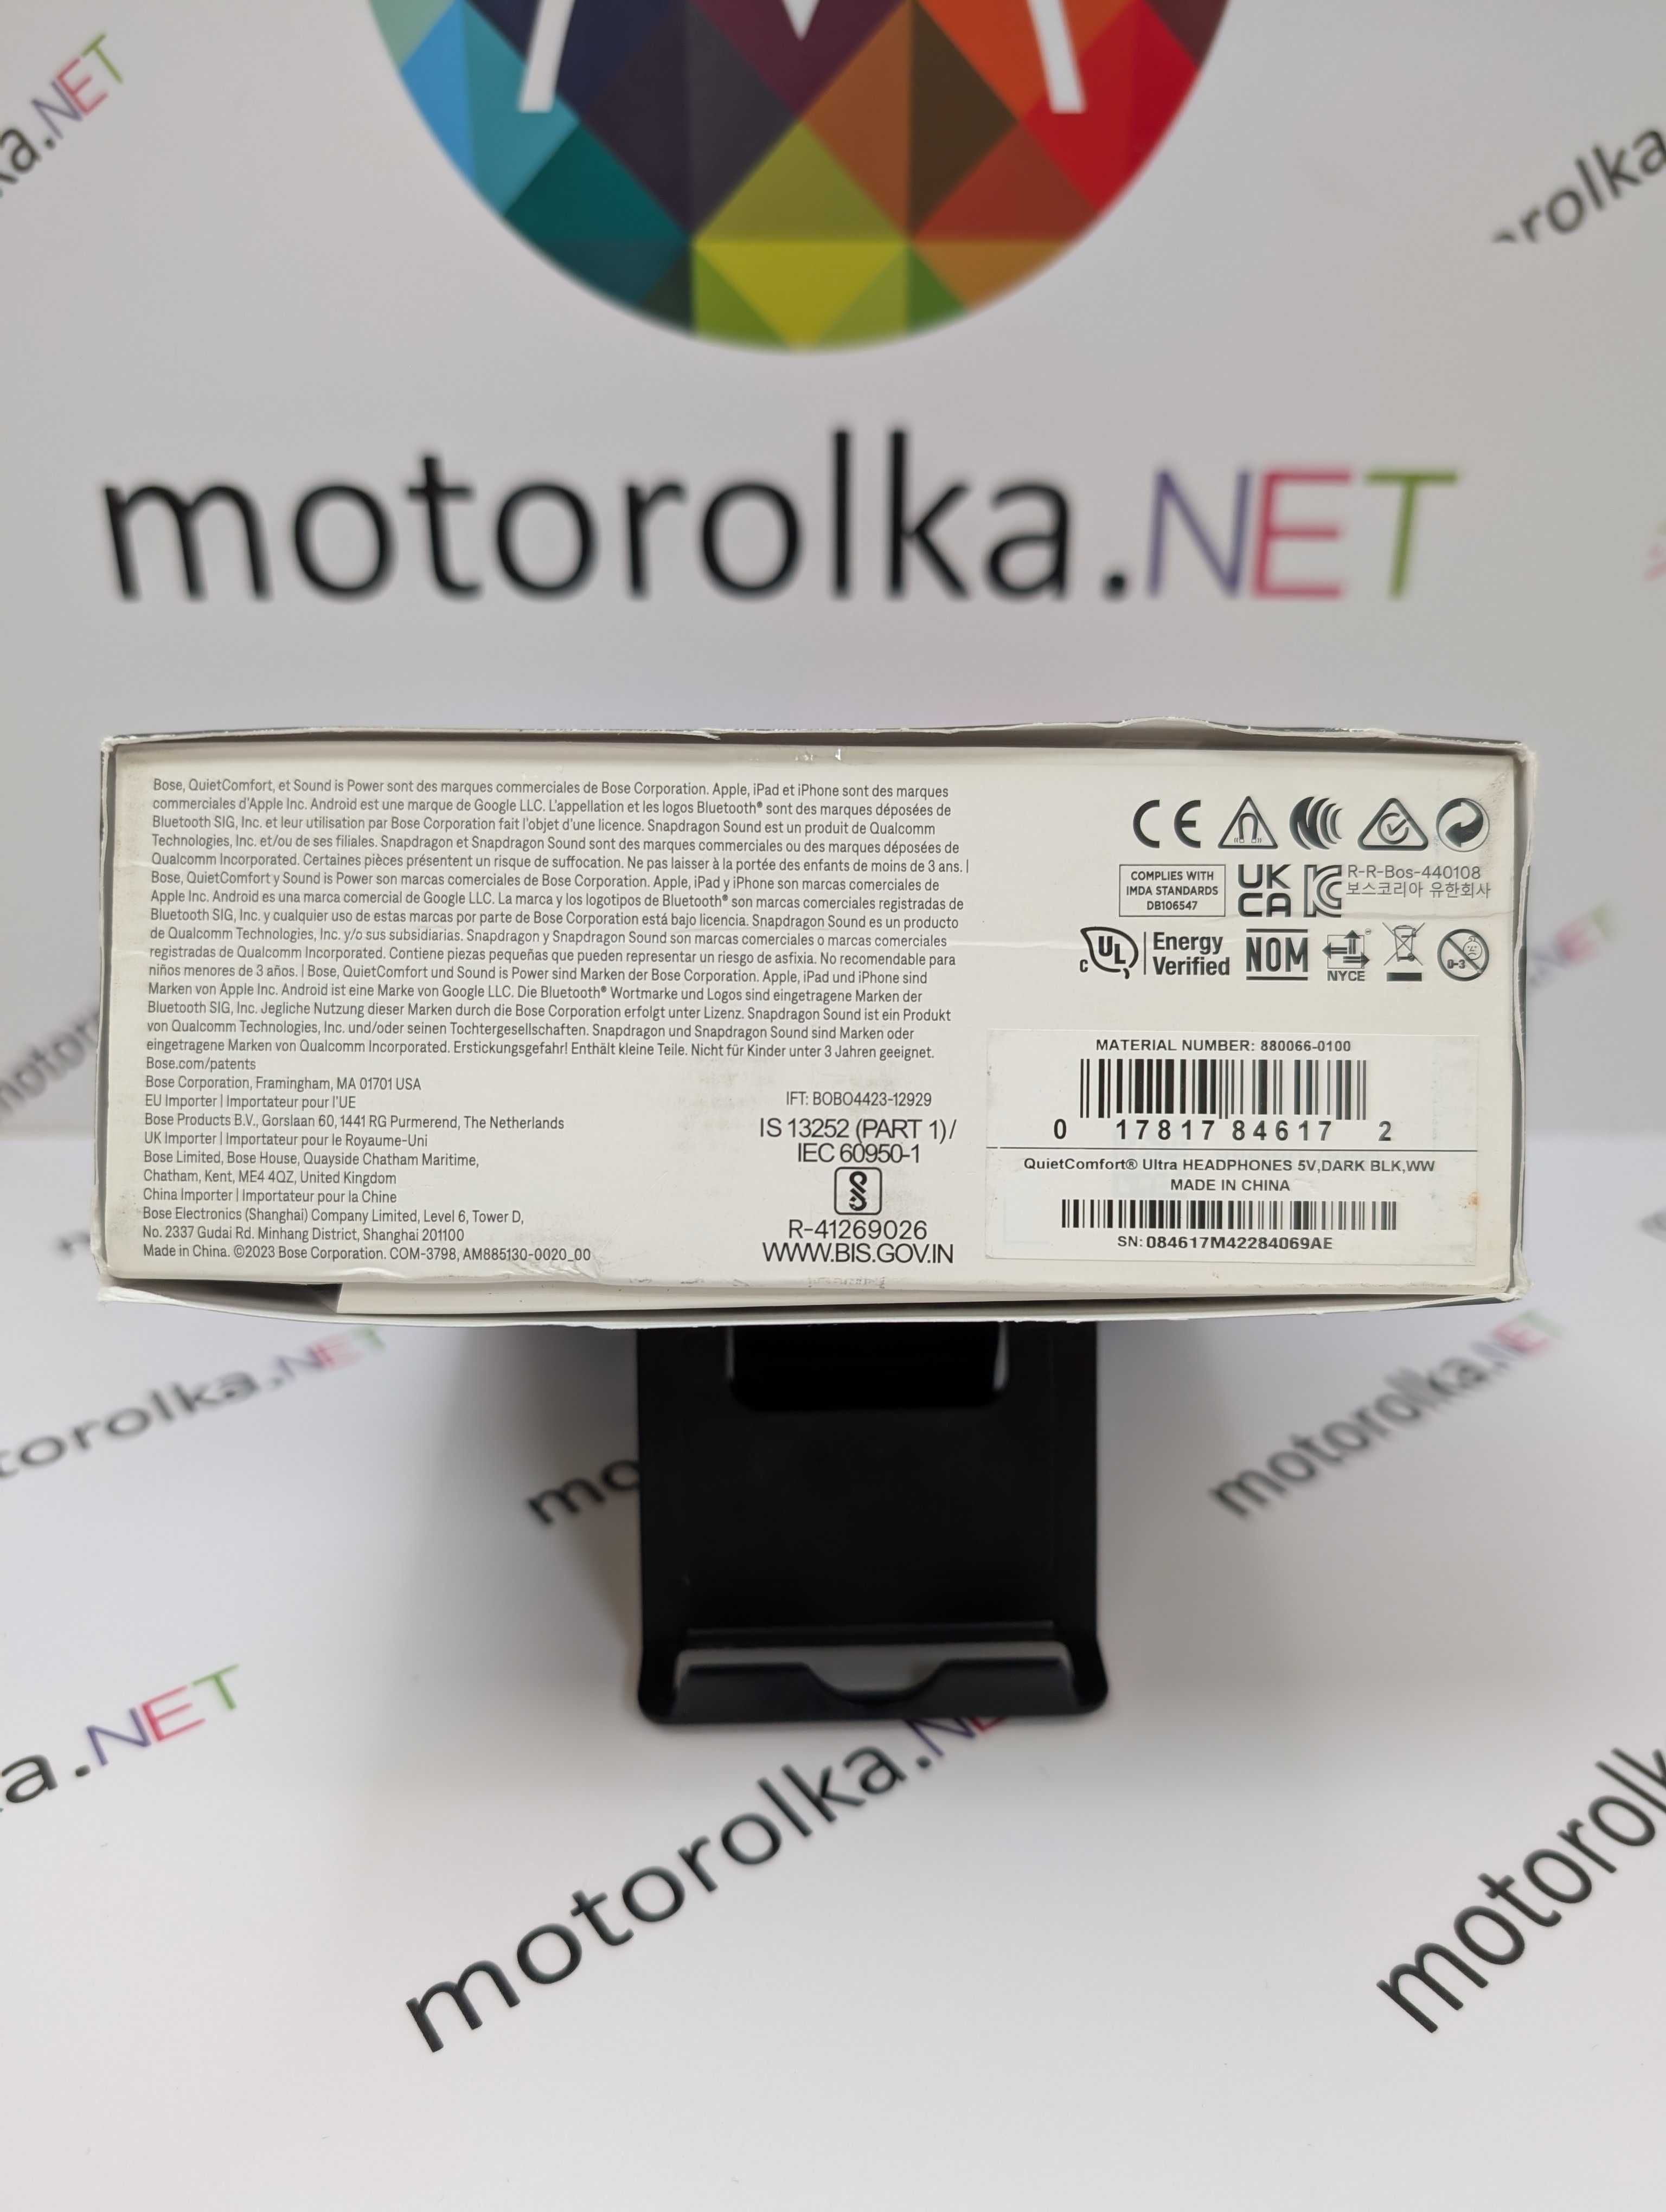 a.NET
rolka
motorolka.NET
Bose, QuietComfort, et Sound is Power sont des marques commerciales de Bose Corporation. Apple, iPad et iPhone sont des marques
commerciales d'Apple Inc. Android est une marque de Google LLC. L'appellation et les logos Bluetooth® sont des marques déposées de
Bluetooth SIG, Inc. et leur utilisation par Bose Corporation fait l'objet d'une licence. Snapdragon Sound est un produit de Qualcomm
Technologies, Inc. et/ou de ses filiales. Snapdragon et Snapdragon Sound sont des marques commerciales ou des marques déposées de
Qualcomm Incorporated. Certaines pièces présentent un risque de suffocation. Ne pas laisser à la portée des enfants de moins de 3 ans. |
Bose, QuietComfort y Sound is Power son marcas comerciales de Bose Corporation. Apple, iPad y iPhone son marcas comerciales de
Apple Inc. Android es una marca comercial de Google LLC. La marca y los logotipos de Bluetooth® son marcas comerciales registradas de
Bluetooth SIG, Inc. y cualquier uso de estas marcas por parte de Bose Corporation está bajo licencia. Snapdragon Sound es un producto
de Qualcomm Technologies, Inc. y/o sus subsidiarias. Snapdragon y Snapdragon Sound son marcas comerciales o marcas comerciales
registradas de Qualcomm Incorporated. Contiene piezas pequeñas que pueden representar un riesgo de asfixia. No recomendable para
niños menores de 3 años. | Bose, QuietComfort und Sound is Power sind Marken der Bose Corporation. Apple, iPad und iPhone sind
Marken von Apple Inc. Android ist eine Marke von Google LLC. Die Bluetooth® Wortmarke und Logos sind eingetragene Marken der
Bluetooth SIG, Inc. Jegliche Nutzung dieser Marken durch die Bose Corporation erfolgt unter Lizenz. Snapdragon Sound ist ein Produkt
von Qualcomm Technologies, Inc. und/oder seinen Tochtergesellschaften. Snapdragon und Snapdragon Sound sind Marken oder
eingetragene Marken von Qualcomm Incorporated. Erstickungsgefahr! Enthält kleine Teile. Nicht für Kinder unter 3 Jahren geeignet.
Bose.com/patents
Bose Corporation, Framingham, MA 01701 USA
EU Importer | Importateur pour l'UE
Bose Products B.V., Gorslaan 60, 1441 RG Purmerend, The Netherlands
UK Importer | Importateur pour le Royaume-Uni
Bose Limited, Bose House, Quayside Chatham Maritime,
Chatham, Kent, ME4 4QZ, United Kingdom
China Importer | Importateur pour la Chine
Bose Electronics (Shanghai) Company Limited, Level 6, Tower D,
No. 2337 Gudai Rd. Minhang District, Shanghai 201100
Made in China. ©2023 Bose Corporation. COM-3798, AM885130-0020_00
IFT: BOBO4423-12929
IS 13252 (PART 1)/
IEC 60950-1
R-41269026
WWW.BIS.GOV.IN
CE
COMPLIES WITH
IMDA STANDARDS
DB106547
UK
CA
R-R-Bos-440108
보스코리아 유한회사
c UL Energy
Verified
NOM
NYCE
0-3
MATERIAL NUMBER: 880066-0100
0 17817 84617 2
QuietComfort® Ultra HEADPHONES 5V,DARK BLK,WW
MADE IN CHINA
SN: 084617M42284069AE
torolka.NET
mo
motorolka.NET
a.NET
motorolka.NE
motorolk